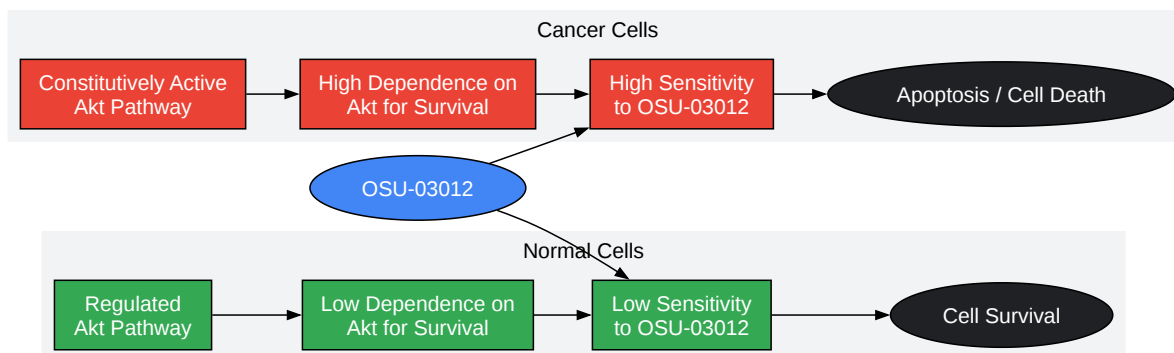 Cancer Cells
Constitutively Active
Akt Pathway
High Dependence on
Akt for Survival
High Sensitivity
to OSU-03012
Apoptosis / Cell Death
OSU-03012
Normal Cells
Regulated
Akt Pathway
Low Dependence on
Akt for Survival
Low Sensitivity
to OSU-03012
Cell Survival